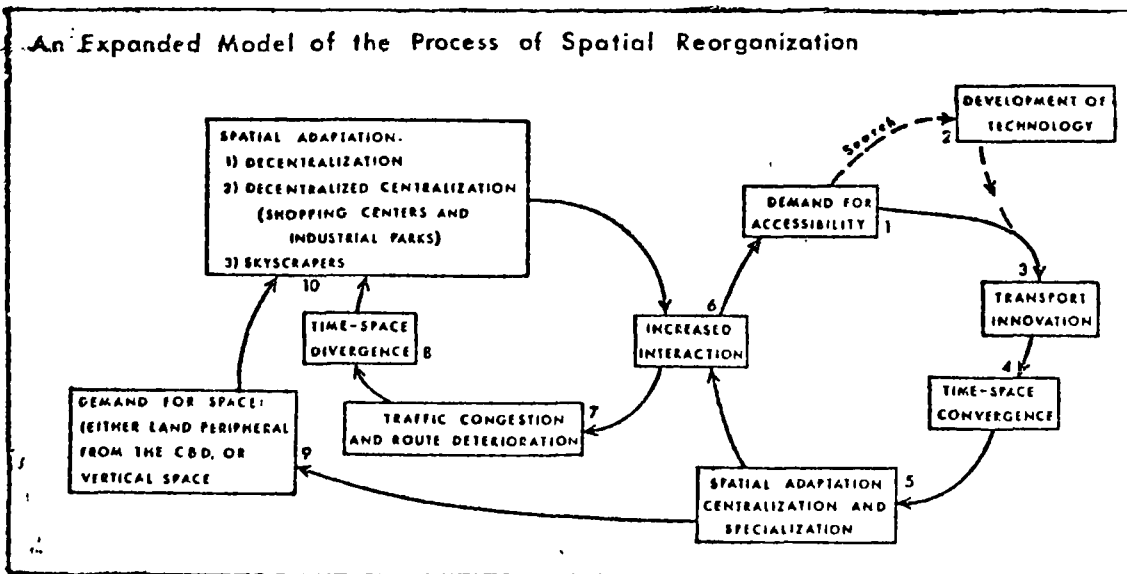 An Expanded Model of the Process of Spatial Reorganization
DEVELOPMENT OF
TECHNOLOGY
2
Search
SPATIAL ADAPTATION.
1) DECENTRALIZATION
2) DECENTRALIZED CENTRALIZATION
(SHOPPING CENTERS AND
INDUSTRIAL PARKS)
3) SKYSCRAPERS
10
DEMAND FOR
ACCESSIBILITY
1
3
TRANSPORT
INNOVATION
6
INCREASED
INTERACTION
TIME-SPACE
DIVERGENCE
8
4
TIME-SPACE
CONVERGENCE
DEMAND FOR SPACE:
(EITHER LAND PERIPHERAL
FROM THE CBD, OR
VERTICAL SPACE
9
TRAFFIC CONGESTION
AND ROUTE DETERIORATION
7
SPATIAL ADAPTATION
CENTRALIZATION AND
SPECIALIZATION
5